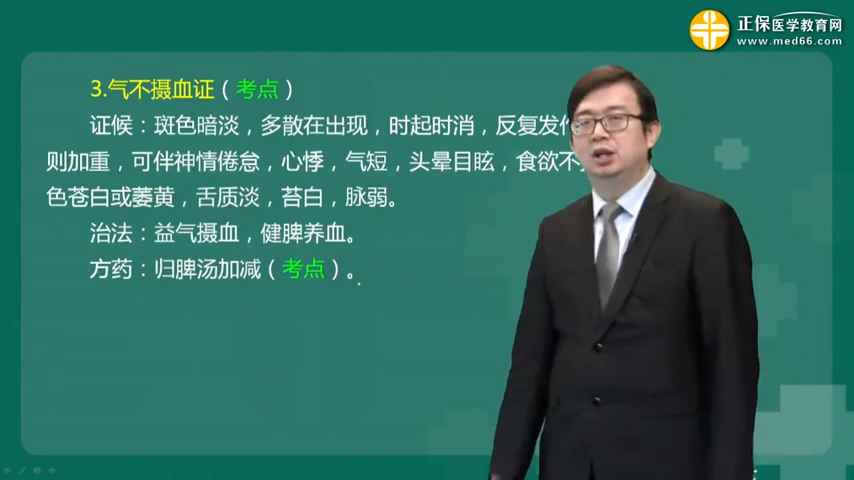 正保医学教育网
www.med66.com
3.气不摄血证（考点）
证候：斑色暗淡，多散在出现，时起时消，反复发作
则加重，可伴神情倦怠，心悸，气短，头晕目眩，食欲不
色苍白或萎黄，舌质淡，苔白，脉弱。
治法：益气摄血，健脾养血。
方药：归脾汤加减（考点）。